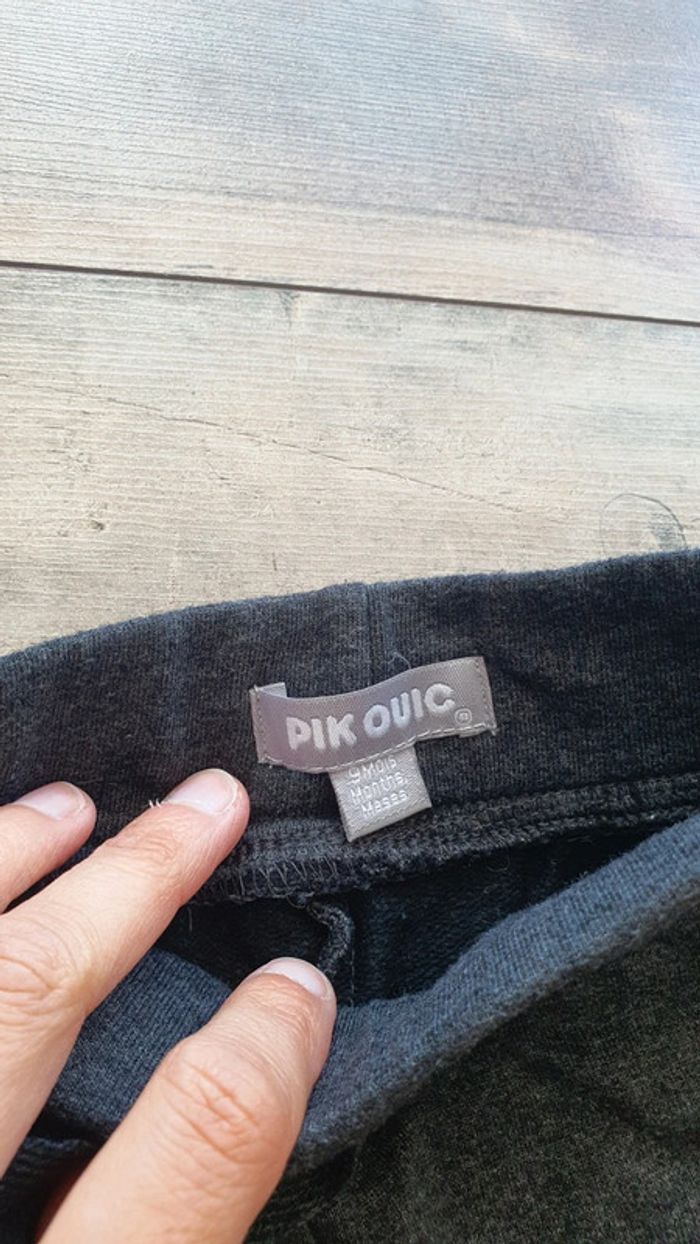 PIK OUIC
9 Mois
Months,
Meses